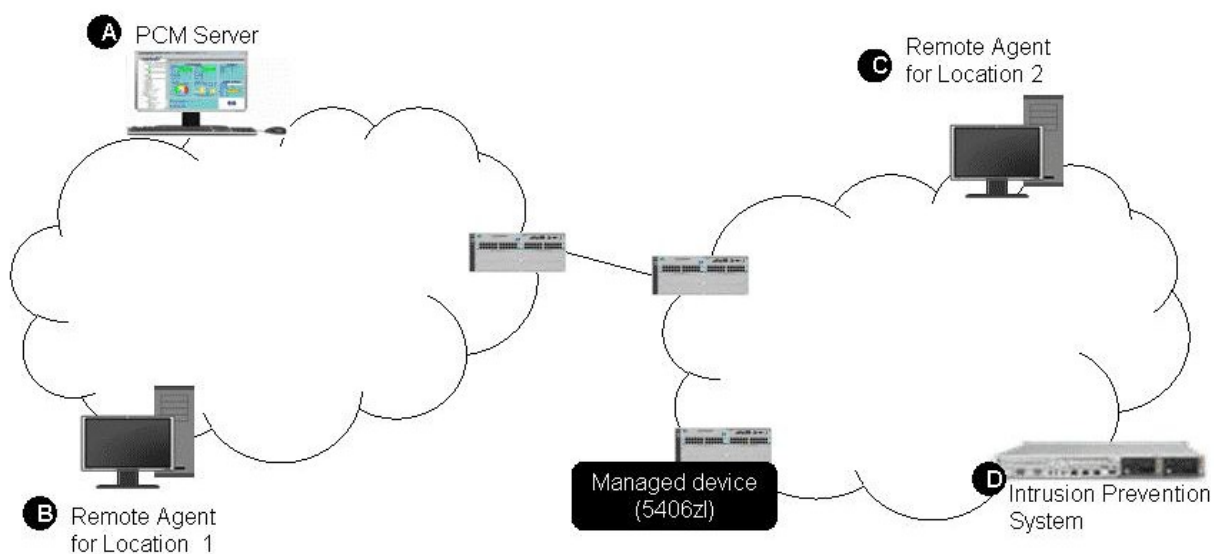 A
PCM Server
C
Remote Agent
for Location 2
B
Remote Agent
for Location 1
Managed device
(5406zl)
D
Intrusion Prevention
System